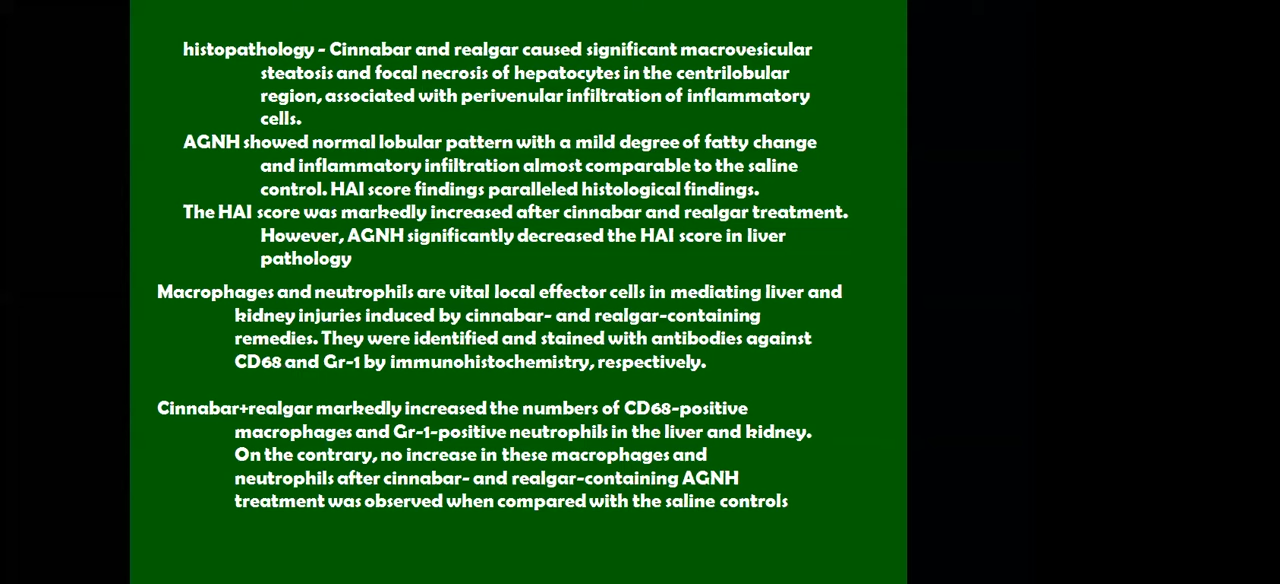 histopathology - Cinnabar and realgar caused significant macrovesicular
steatosis and focal necrosis of hepatocytes in the centrilobular
region, associated with perivenular infiltration of inflammatory
cells.
AGNH showed normal lobular pattern with a mild degree of fatty change
and inflammatory infiltration almost comparable to the saline
control. HAI score findings paralleled histological findings.
The HAI score was markedly increased after cinnabar and realgar treatment.
However, AGNH significantly decreased the HAI score in liver
pathology
Macrophages and neutrophils are vital local effector cells in mediating liver and
kidney injuries induced by cinnabar- and realgar-containing
remedies. They were identified and stained with antibodies against
CD68 and Gr-1 by immunohistochemistry, respectively.
Cinnabar+realgar markedly increased the numbers of CD68-positive
macrophages and Gr-1-positive neutrophils in the liver and kidney.
On the contrary, no increase in these macrophages and
neutrophils after cinnabar- and realgar-containing AGNH
treatment was observed when compared with the saline controls